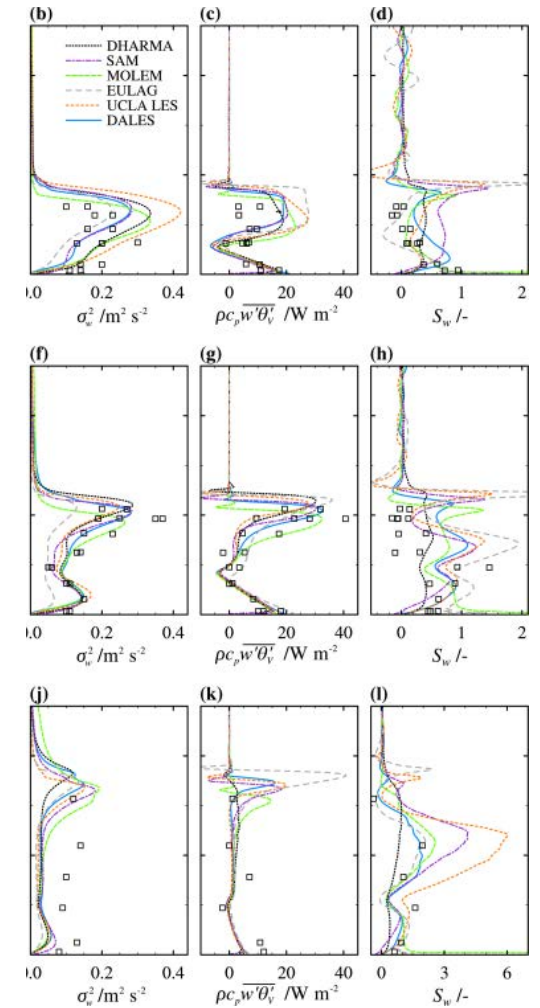 (b) (c) (d)
DHARMA
SAM
MOLEM
EULAG
UCLA LES
DALES
0.0 0.2 0.4 0 20 40 0 1 2
σ_w² /m² s⁻² ρc_p w′θ_v′ /W m⁻² S_w /-
(f) (g) (h)
0.0 0.2 0.4 0 20 40 0 1 2
σ_w² /m² s⁻² ρc_p w′θ_v′ /W m⁻² S_w /-
(j) (k) (l)
0.0 0.2 0.4 0 20 40 0 3 6
σ_w² /m² s⁻² ρc_p w′θ_v′ /W m⁻² S_w /-